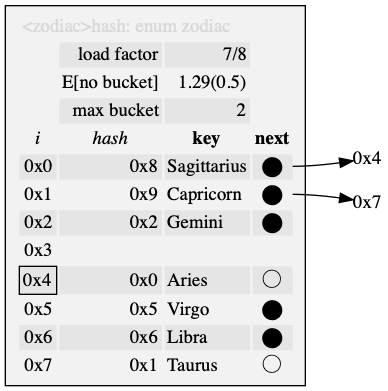 <zodiac>hash: enum zodiac
load factor 7/8
E[no bucket] 1.29(0.5)
max bucket 2
i hash key next
0x0 0x8 Sagittarius 0x4
0x1 0x9 Capricorn 0x7
0x2 0x2 Gemini
0x3
0x4 0x0 Aries
0x5 0x5 Virgo
0x6 0x6 Libra
0x7 0x1 Taurus